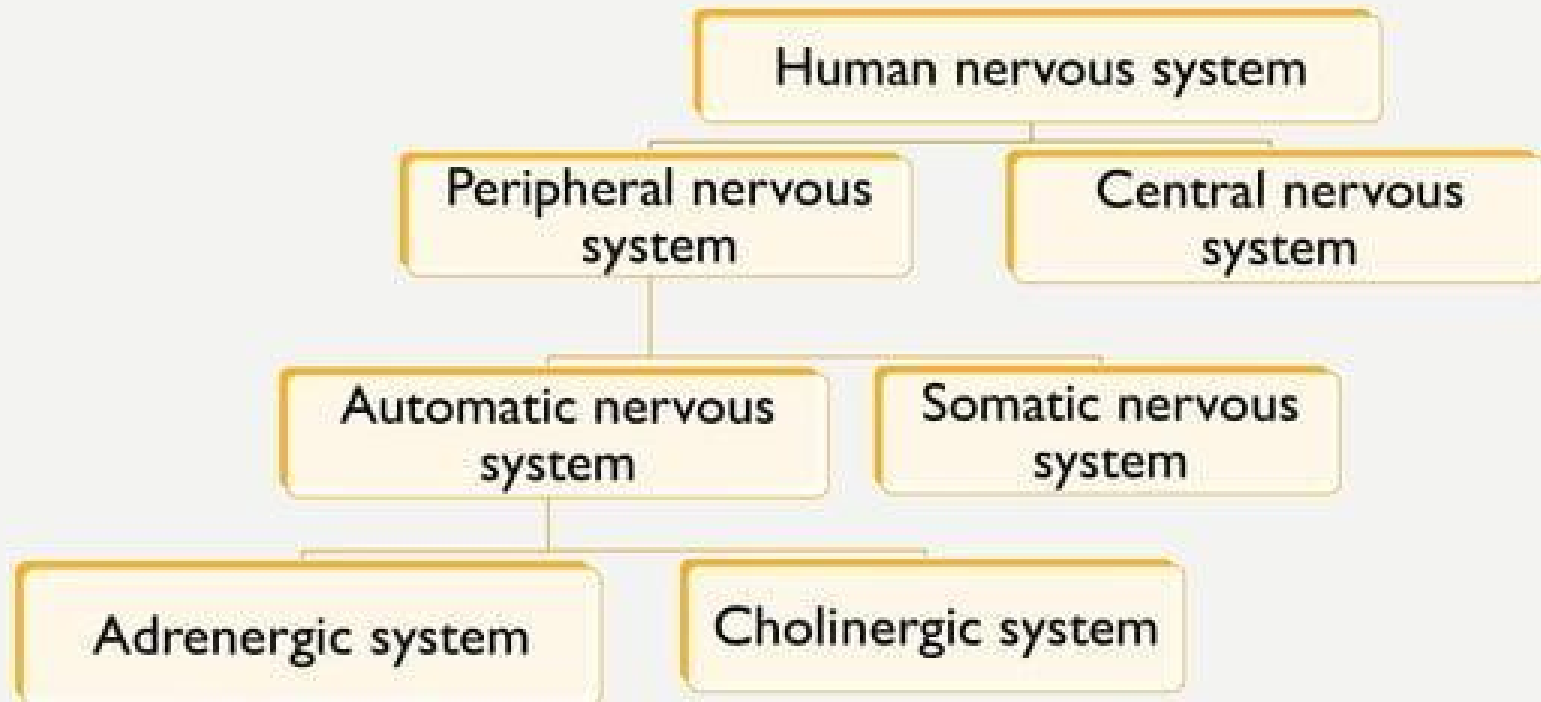 Human nervous system
Peripheral nervous
system
Central nervous
system
Automatic nervous
system
Somatic nervous
system
Adrenergic system
Cholinergic system